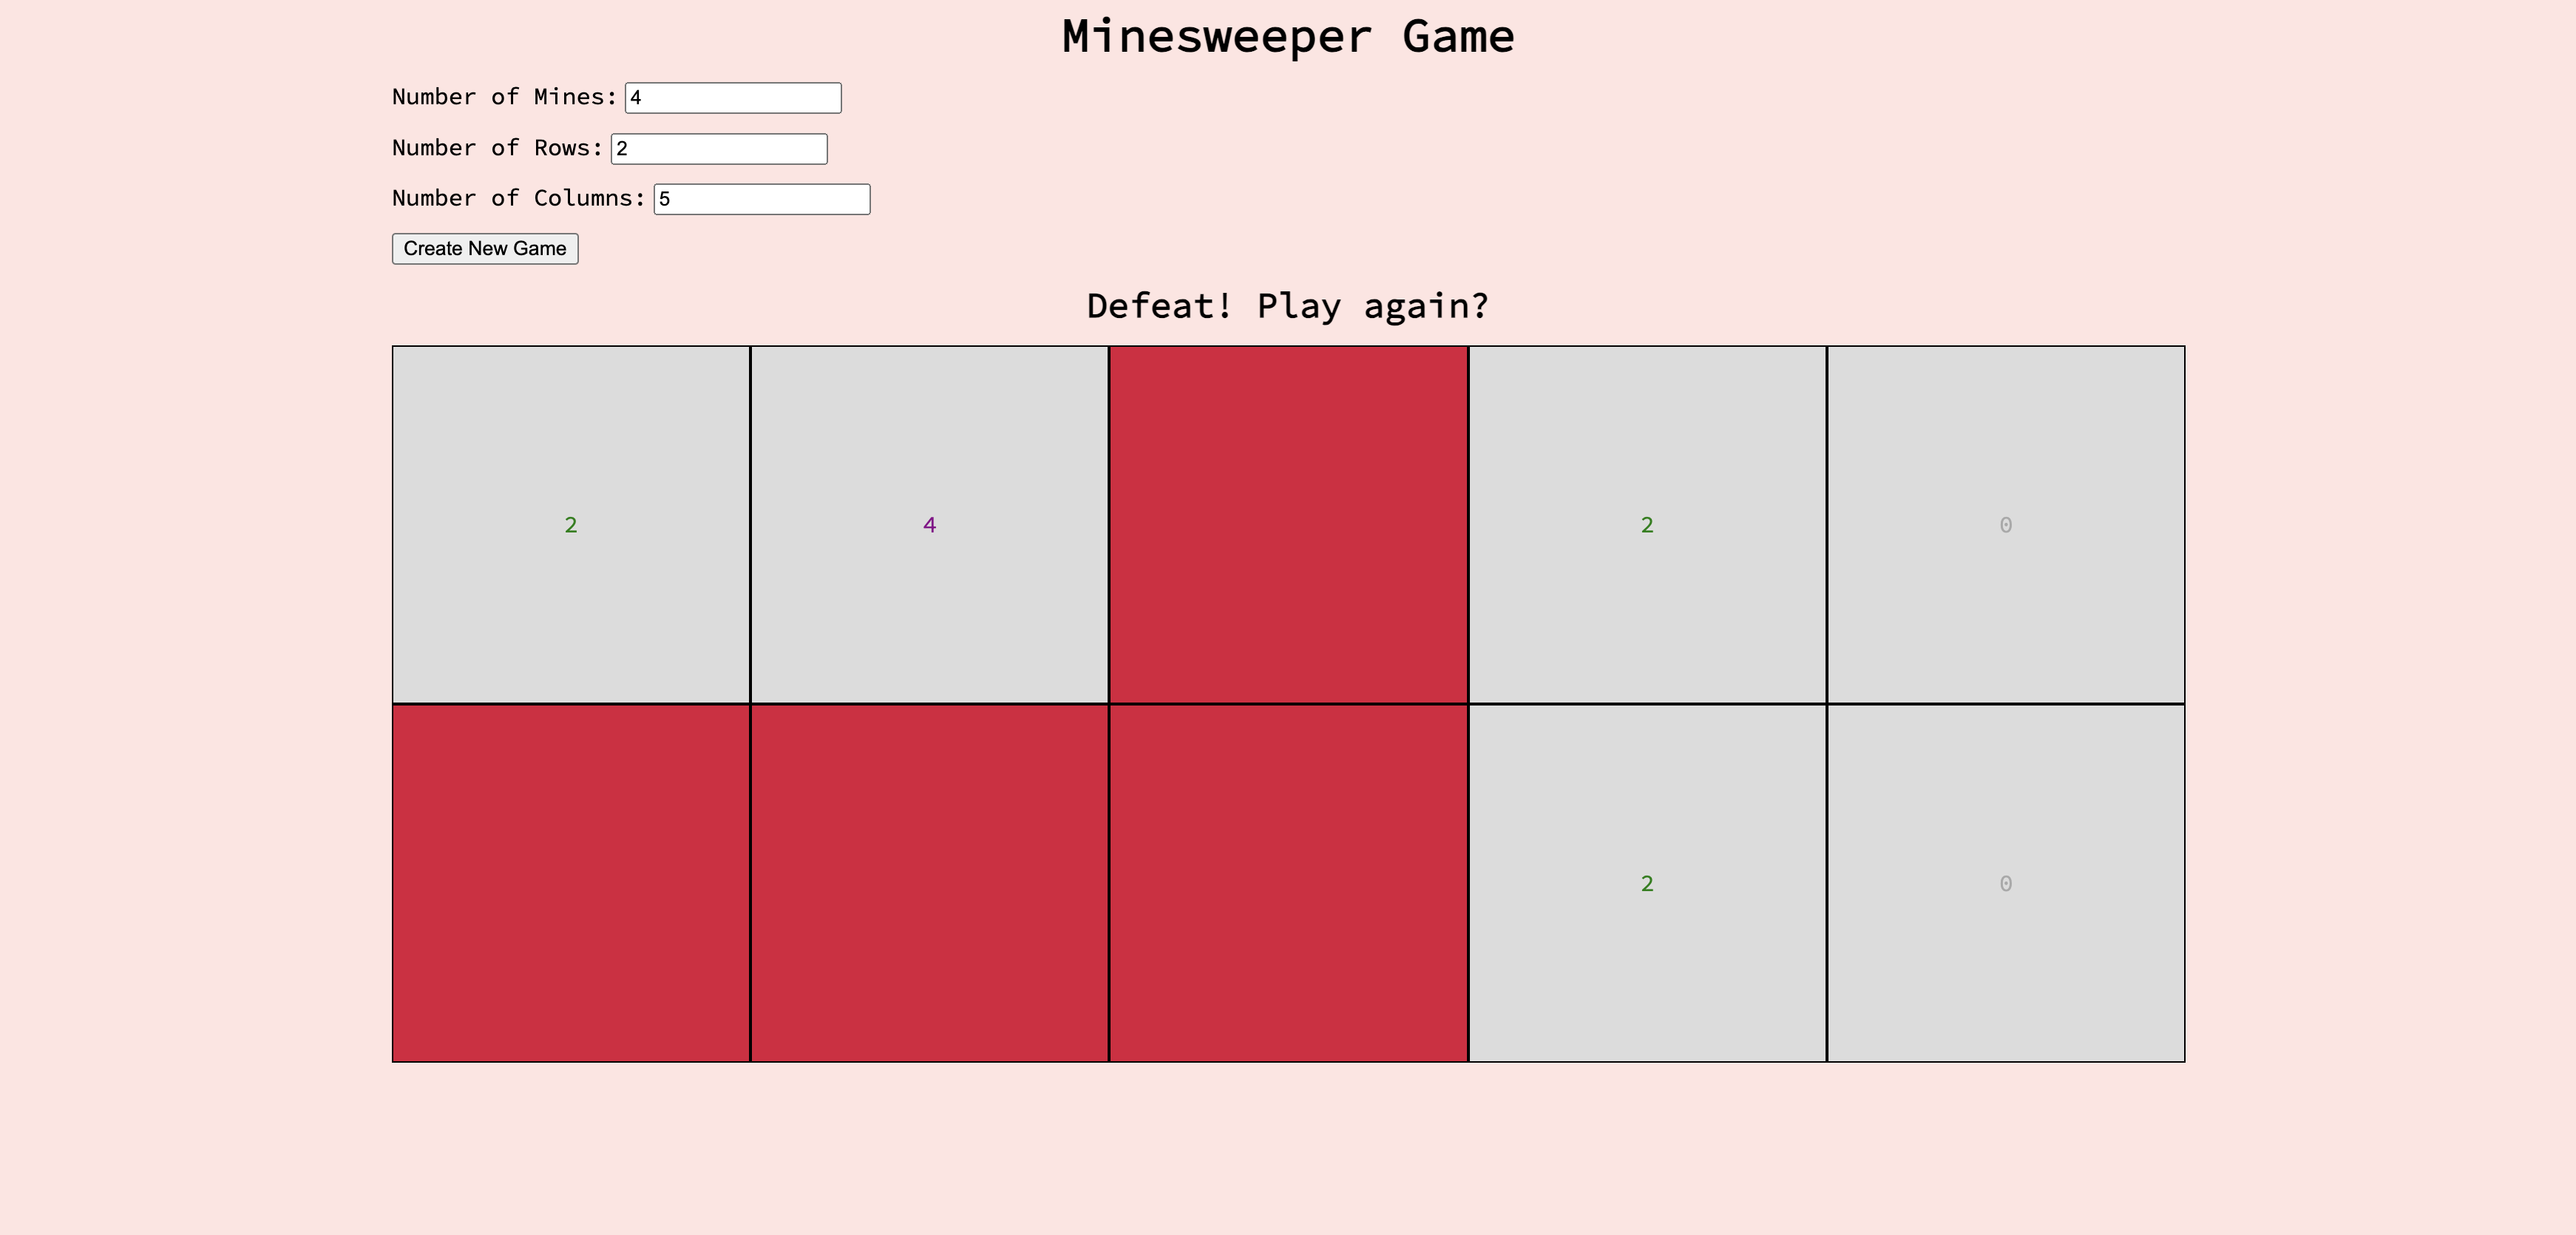 Minesweeper Game
Number of Mines: 4
Number of Rows: 2
Number of Columns: 5
Create New Game
Defeat! Play again?
2 4 2 0
2 0